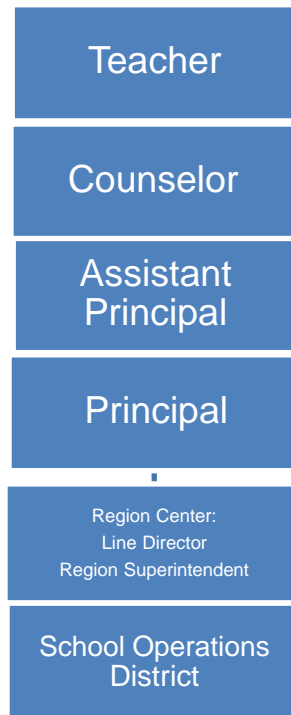 Teacher
Counselor
Assistant
Principal
Principal
Region Center:
Line Director
Region Superintendent
School Operations
District